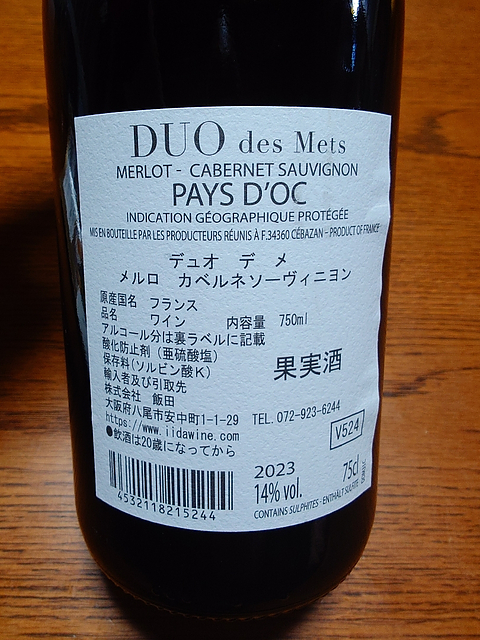 DUO des Mets
MERLOT - CABERNET SAUVIGNON
PAYS D'OC
INDICATION GÉOGRAPHIQUE PROTÉGÉE
MIS EN BOUTEILLE PAR LES PRODUCTEURS RÉUNIS À F.34360 CÉBAZAN - PRODUCT OF FRANCE
デュオ デ メ
メルロ カベルネソーヴィニヨン
原産国名 フランス
品名 ワイン 内容量 750ml
アルコール分は裏ラベルに記載
酸化防止剤(亜硫酸塩)
保存料(ソルビン酸K) 果実酒
輸入者及び引取先
株式会社 飯田
大阪府八尾市安中町1-1-29 TEL. 072-923-6244
https://www.iidawine.com
●飲酒は20歳になってから V524
4532118215244
2023 75cl
14% vol.
CONTAINS SULPHITES - ENTHÄLT SULFITE